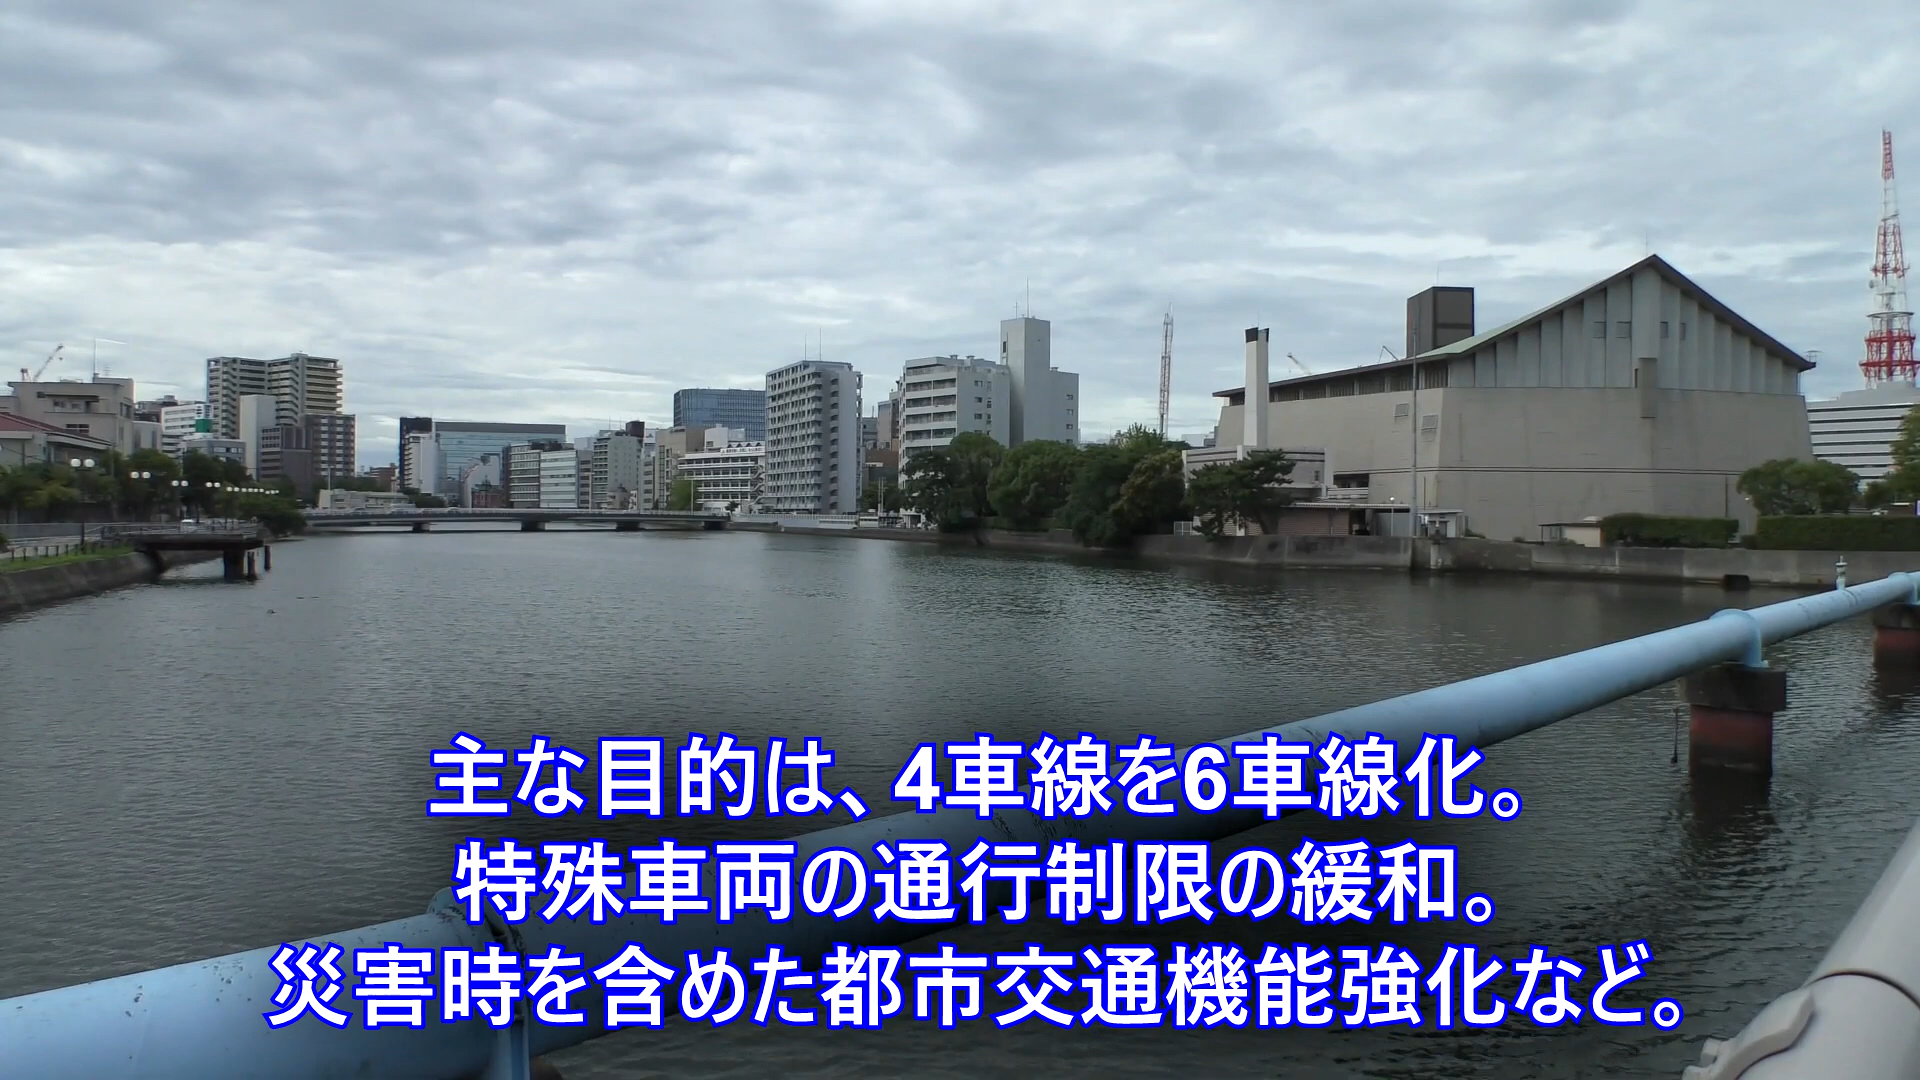 主な目的は、4車線を6車線化。
特殊車両の通行制限の緩和。
災害時を含めた都市交通機能強化など。